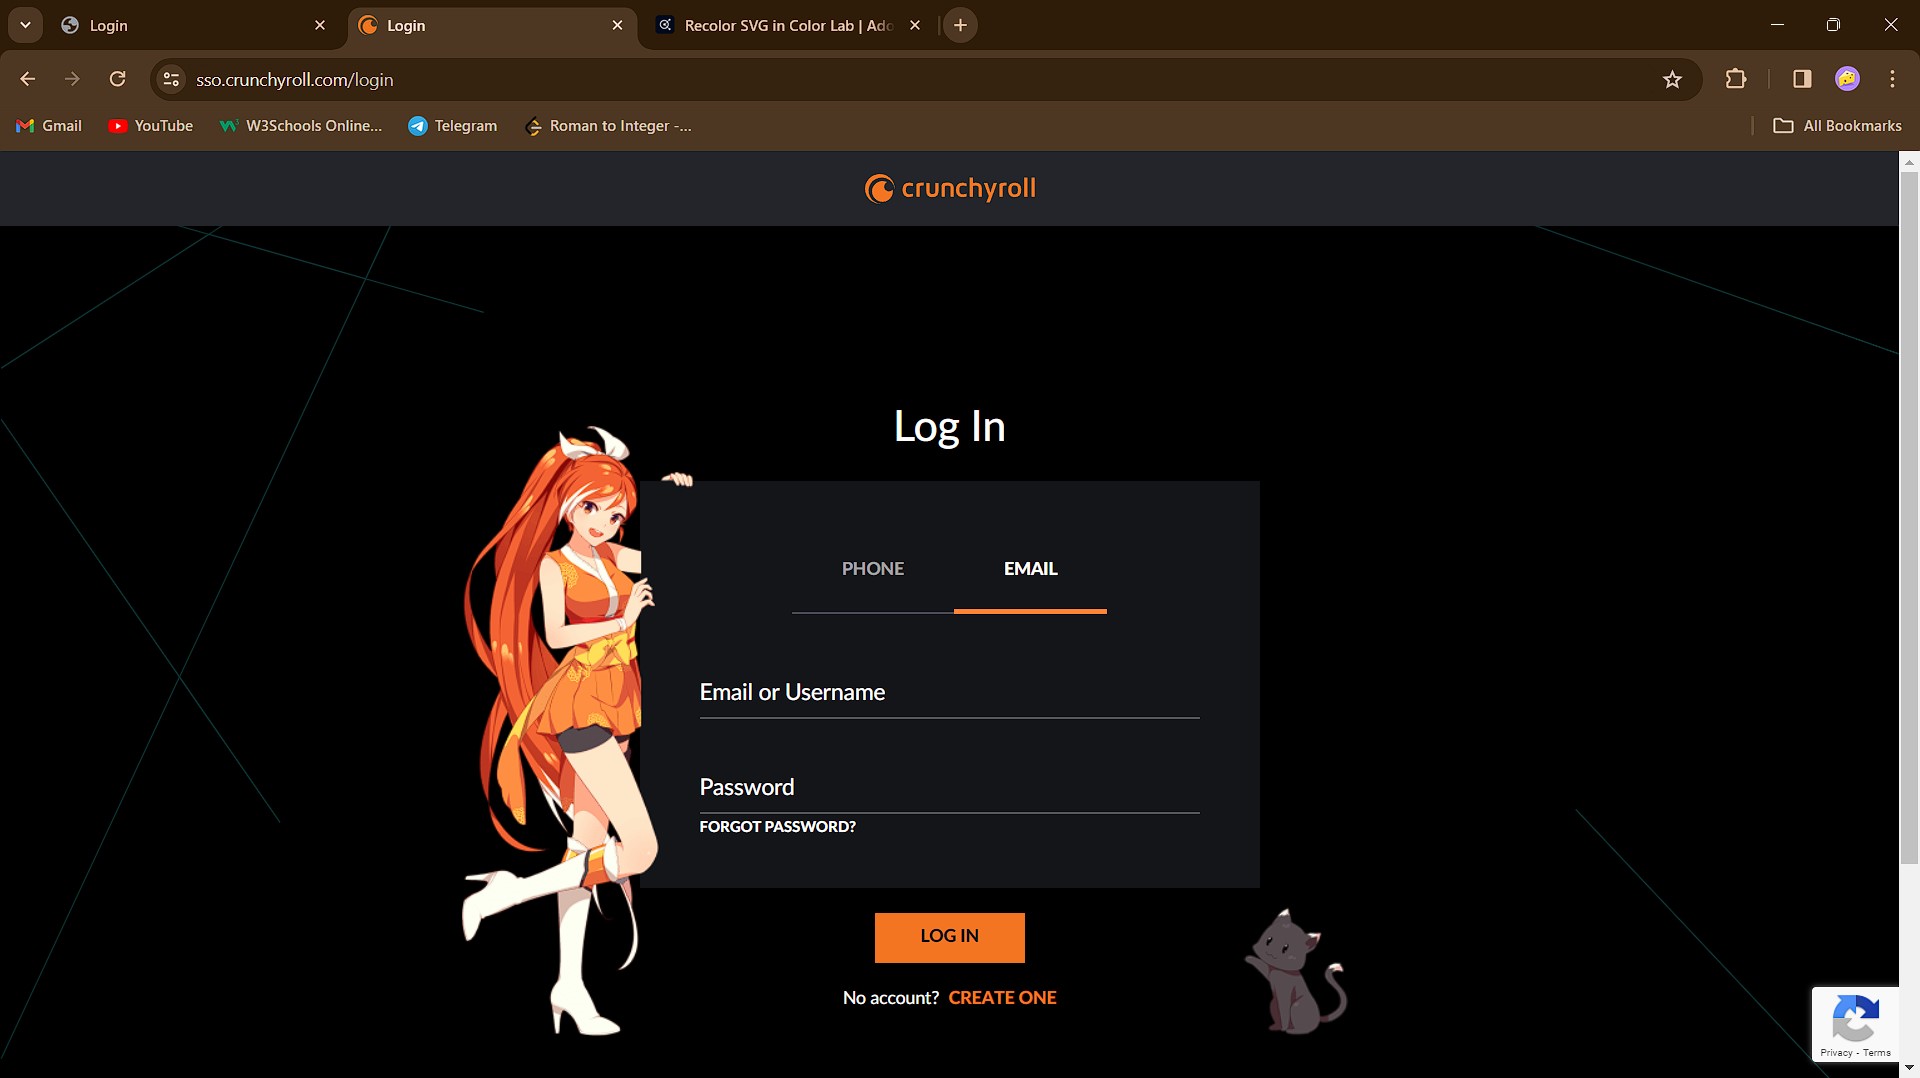 Login
Login
Recolor SVG in Color Lab | Ado
sso.crunchyroll.com/login
Gmail
YouTube
W3Schools Online...
Telegram
Roman to Integer -...
All Bookmarks
crunchyroll
Log In
PHONE
EMAIL
Email or Username
Password
FORGOT PASSWORD?
LOG IN
No account? CREATE ONE
Privacy - Terms